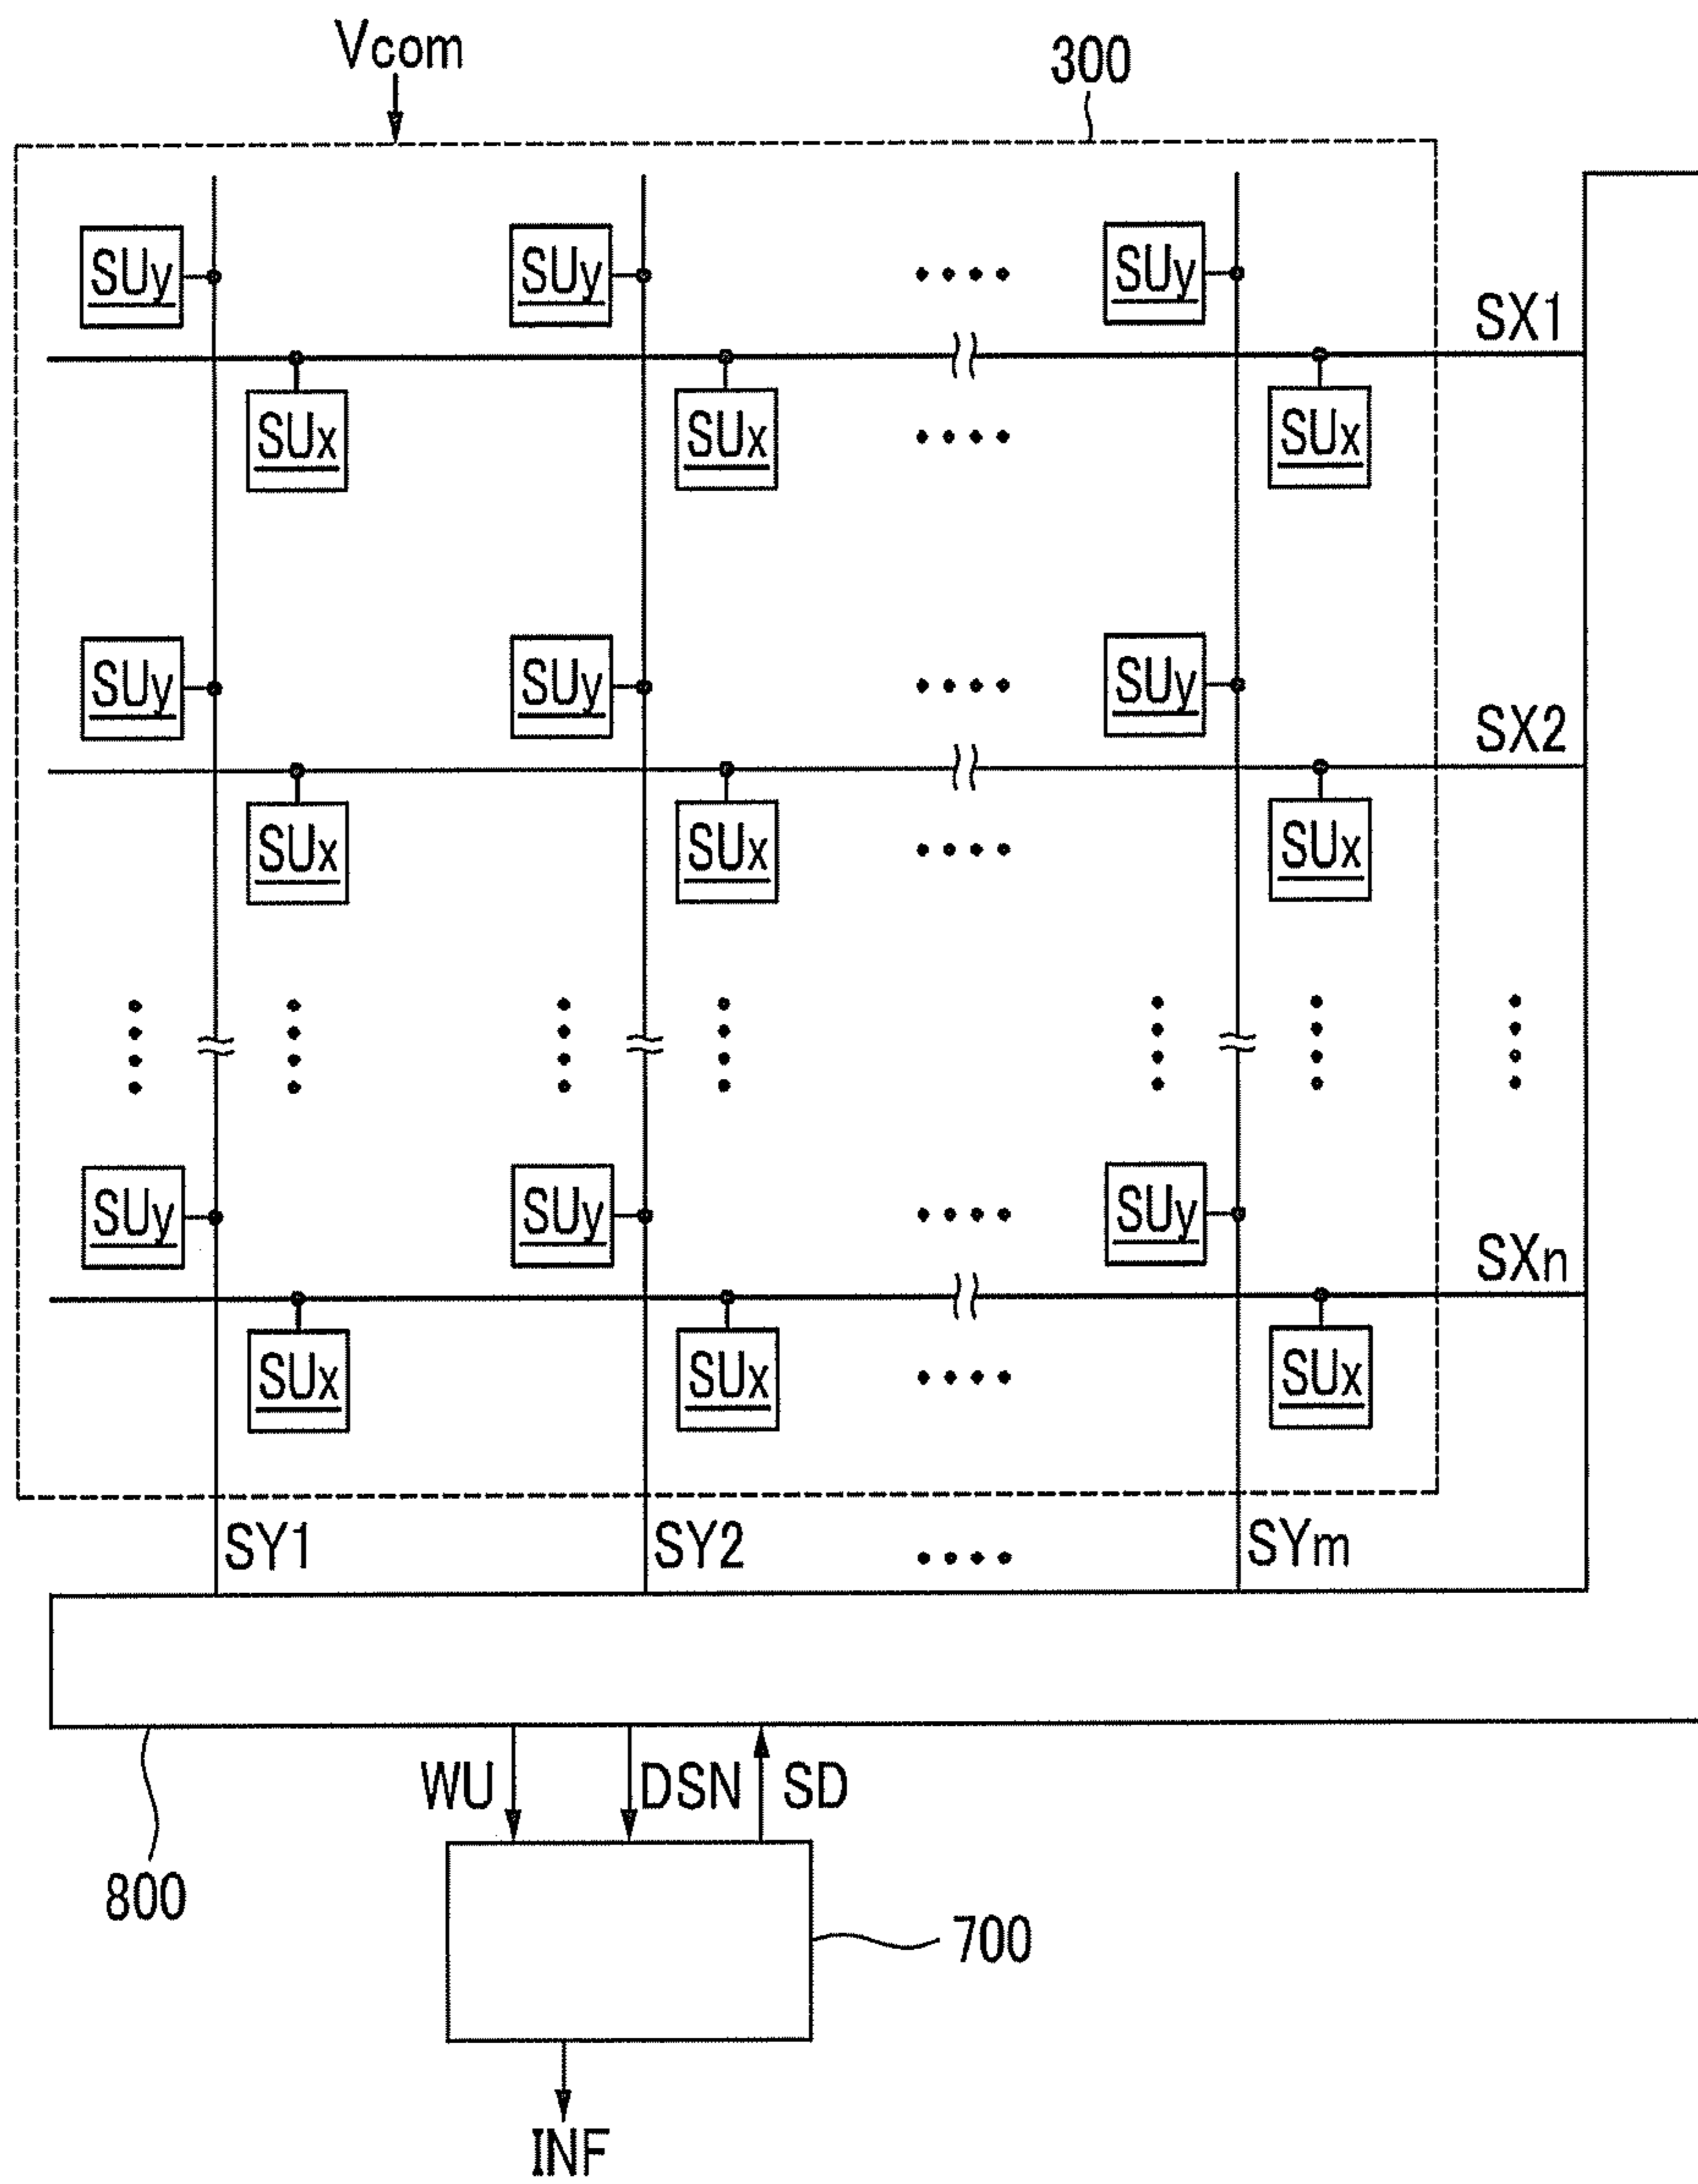 Vcom
300
SUy SUy SUy
SX1
SUx SUx SUx
SUy SUy SUy
SX2
SUx SUx SUx
SUy SUy SUy
SXn
SUx SUx SUx
SY1 SY2 SYm
WU DSN SD
800
700
INF